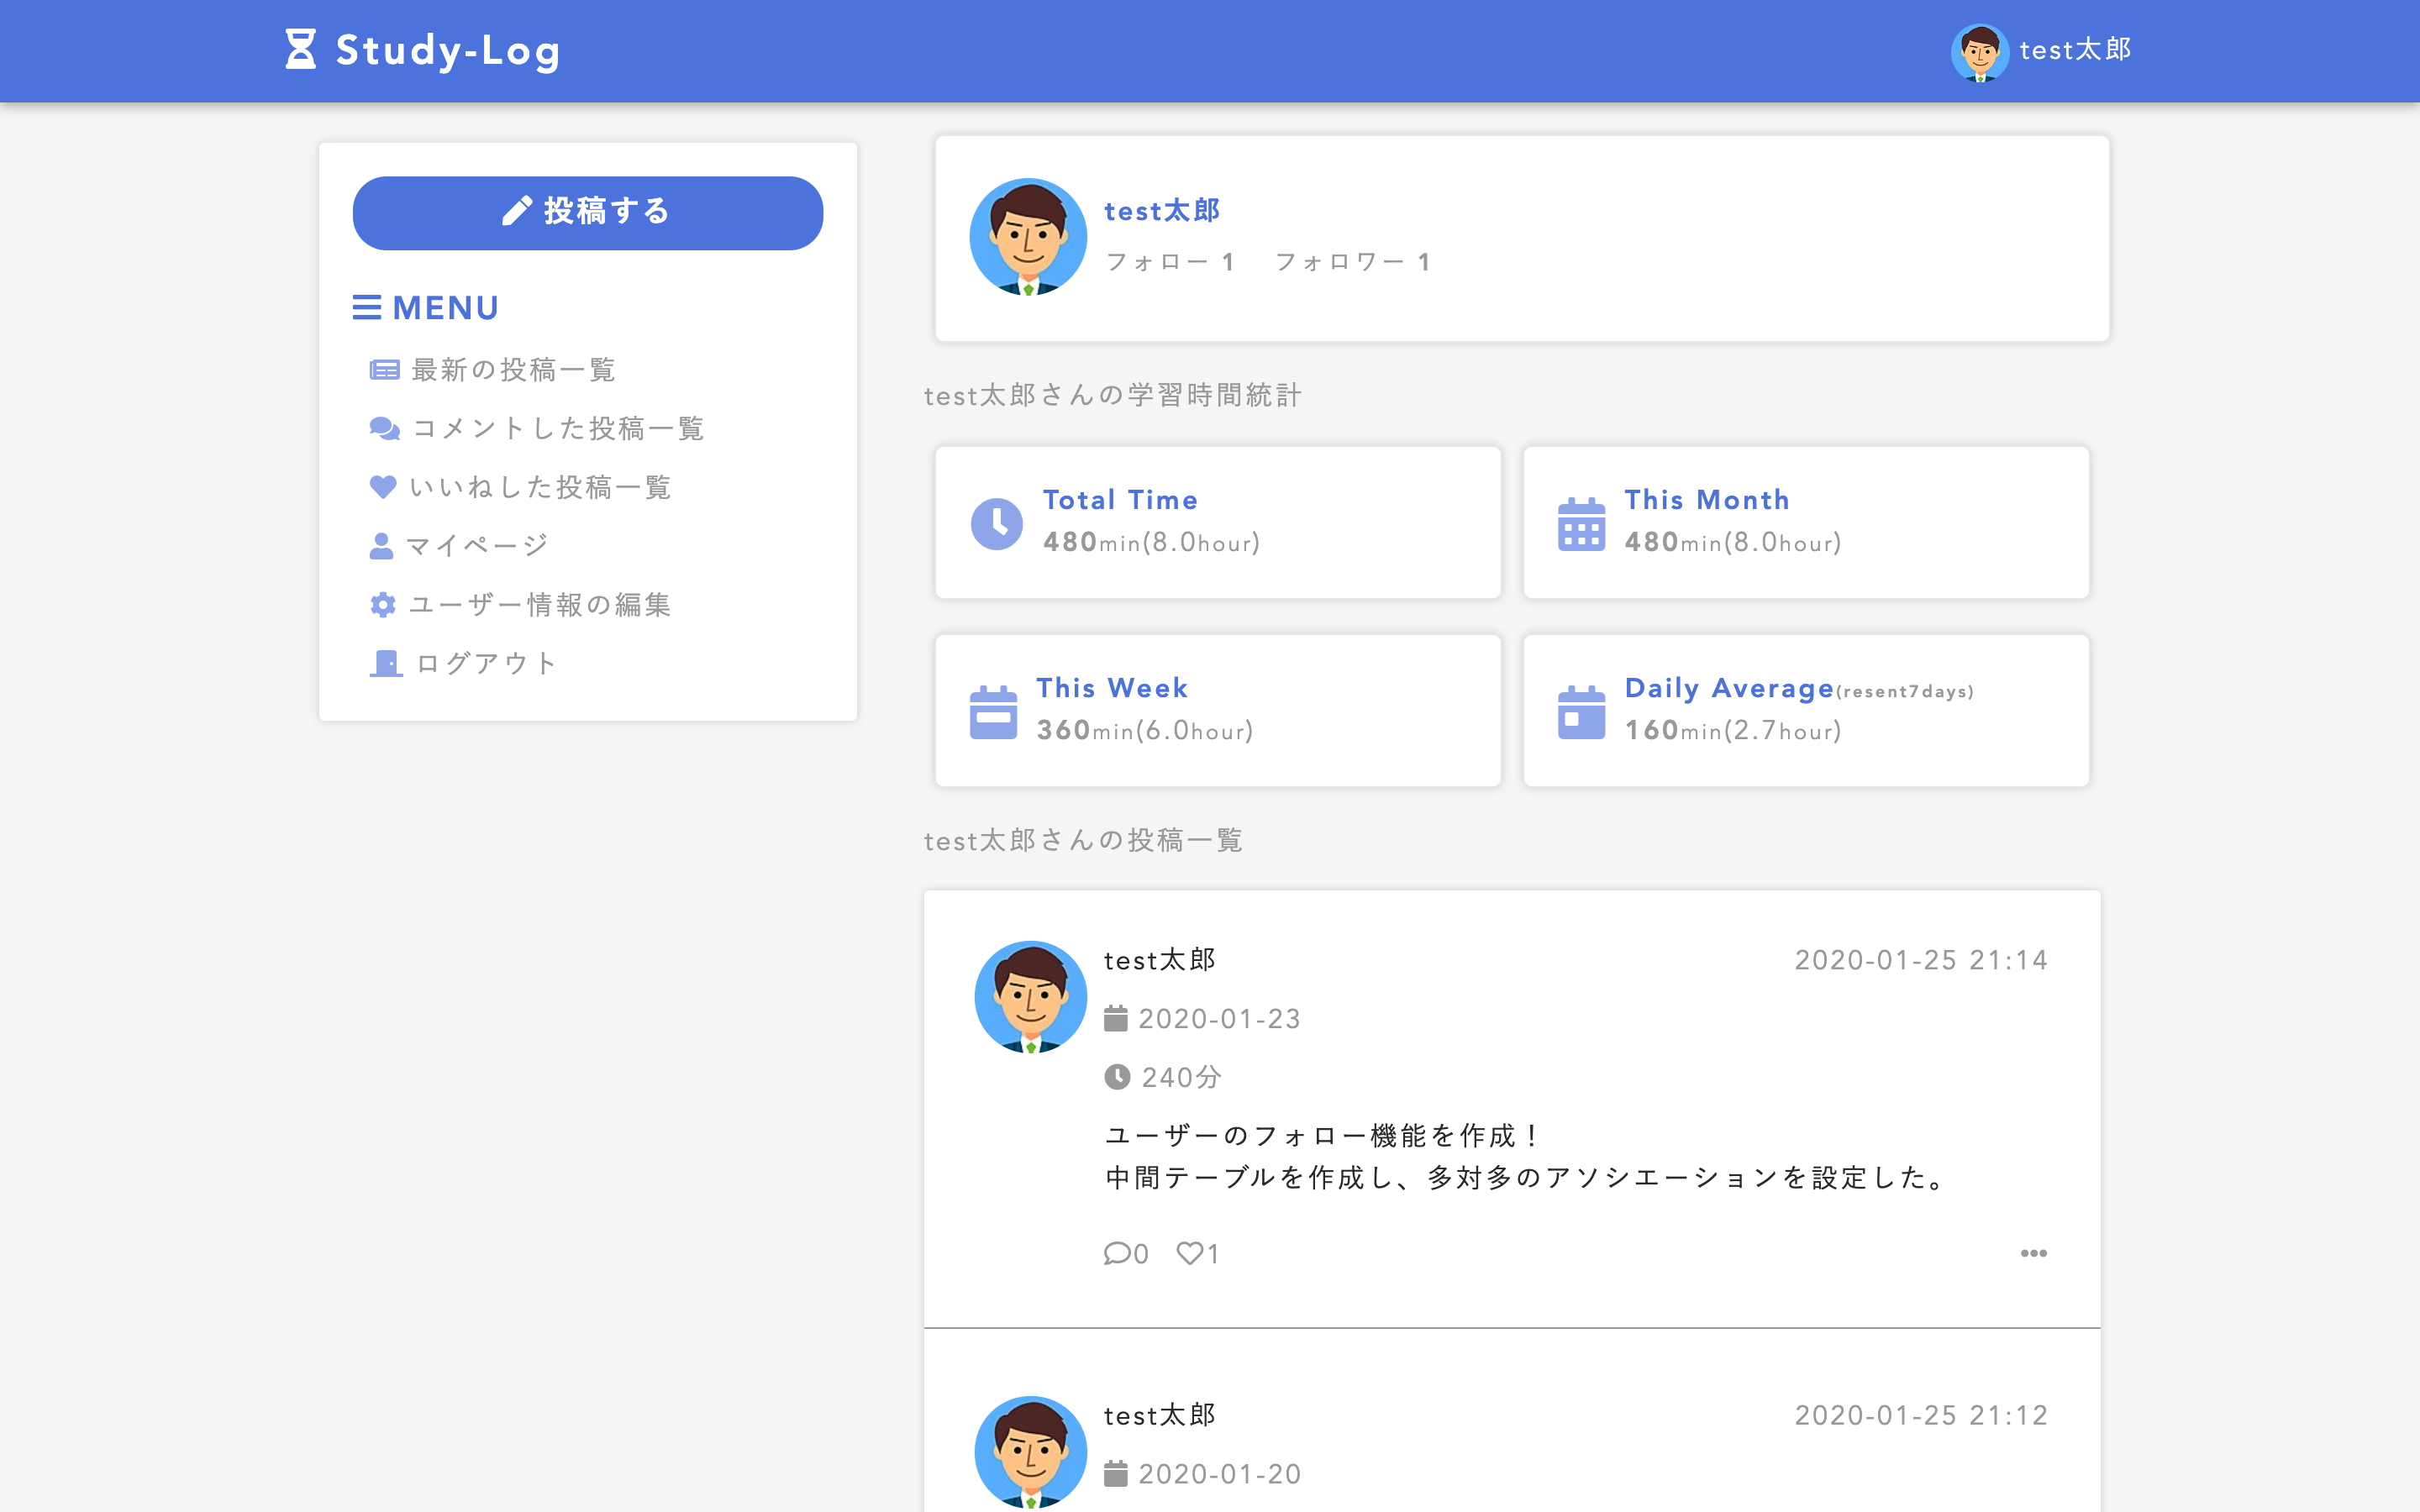 Study-Log
test太郎
投稿する
MENU
最新の投稿一覧
コメントした投稿一覧
いいねした投稿一覧
マイページ
ユーザー情報の編集
ログアウト
test太郎
フォロー 1 フォロワー 1
test太郎さんの学習時間統計
Total Time
480min(8.0hour)
This Month
480min(8.0hour)
This Week
360min(6.0hour)
Daily Average(resent7days)
160min(2.7hour)
test太郎さんの投稿一覧
test太郎 2020-01-25 21:14
2020-01-23
240分
ユーザーのフォロー機能を作成！
中間テーブルを作成し、多対多のアソシエーションを設定した。
0 1
test太郎 2020-01-25 21:12
2020-01-20